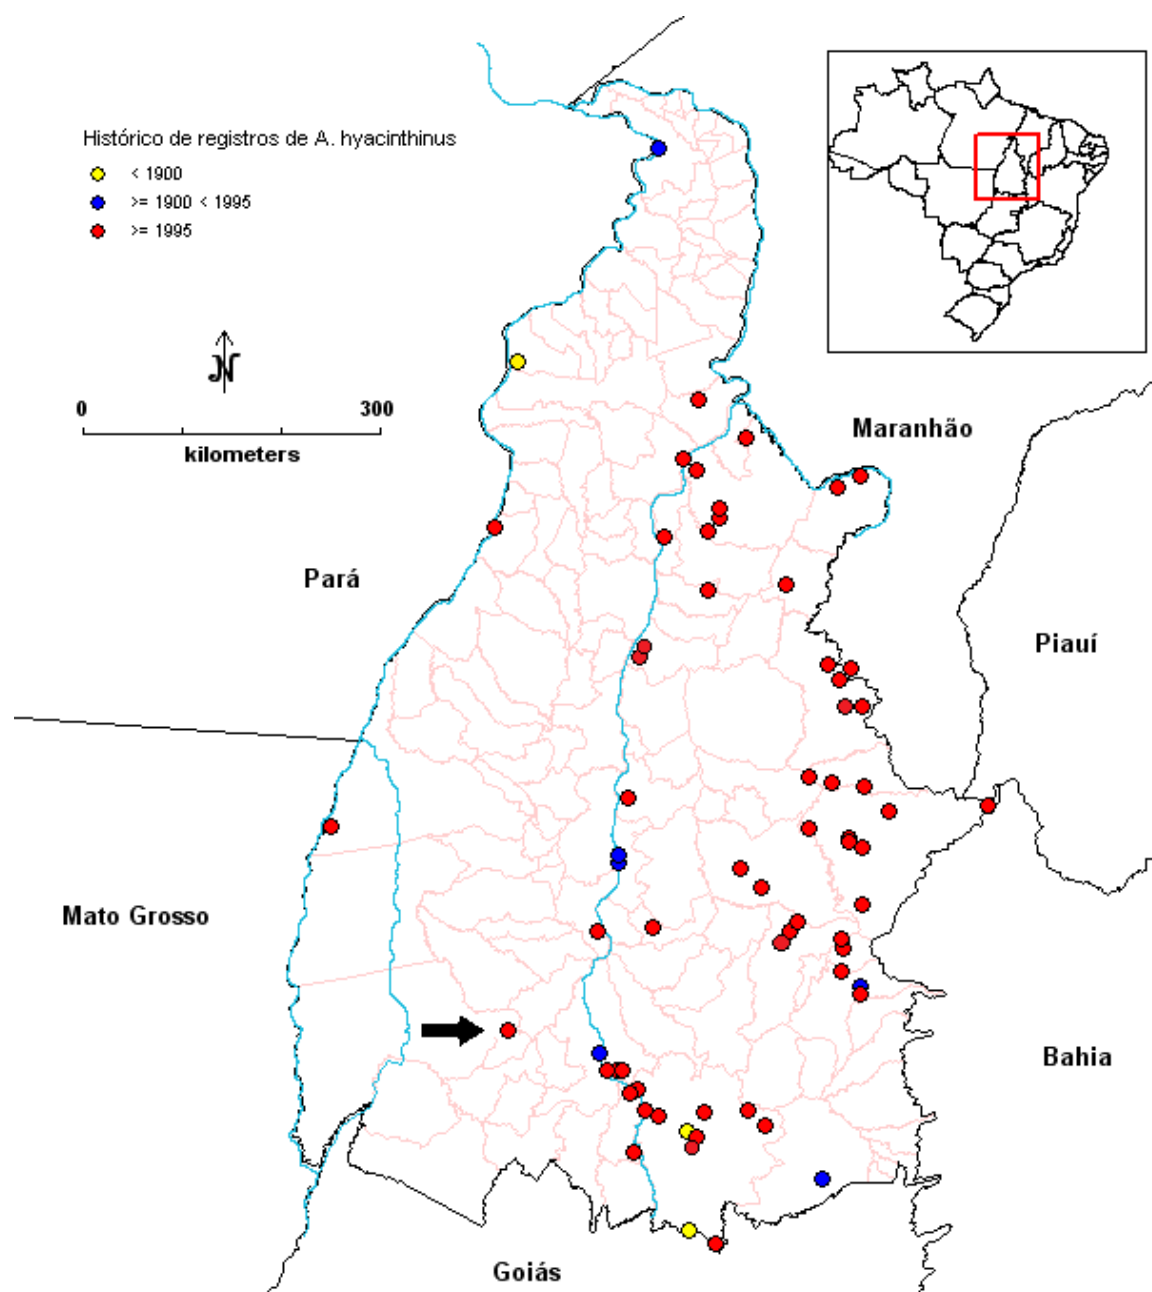 Histórico de registros de A. hyacinthinus
< 1900
>= 1900 < 1995
>= 1995
N
0 300
kilometers
Maranhão
Pará
Piauí
Mato Grosso
Bahia
Goiás